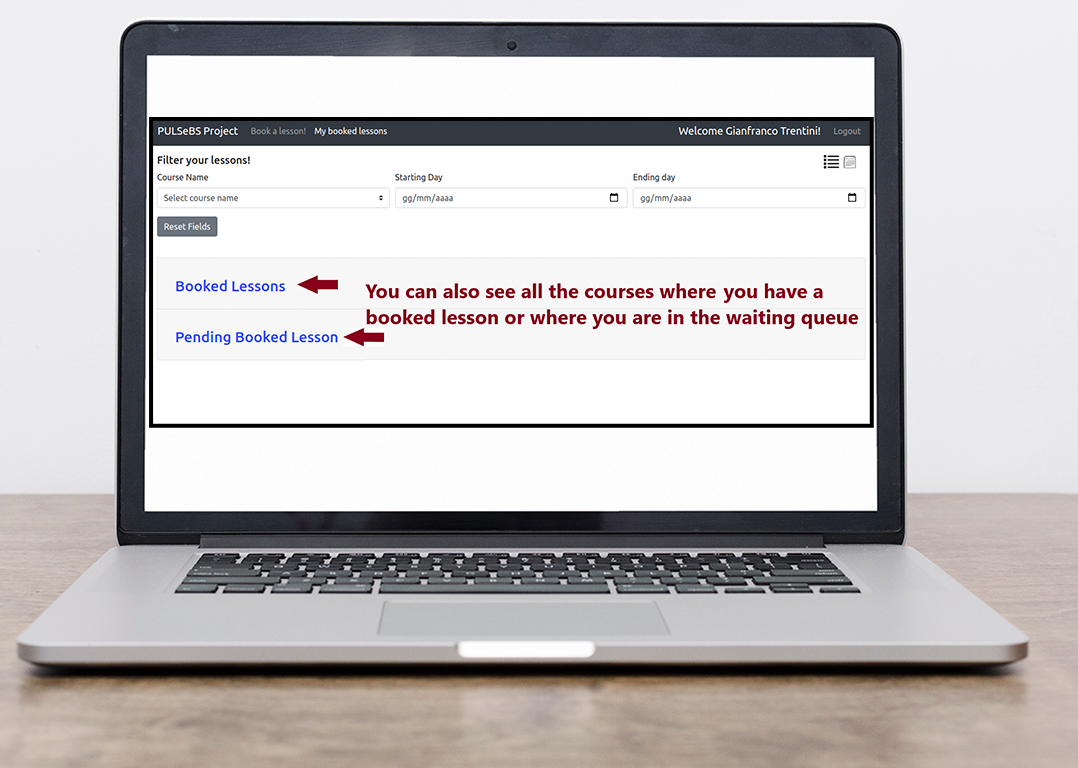 PULSeBS Project Book a lesson! My booked lessons Welcome Gianfranco Trentini! Logout
Filter your lessons!
Course Name Starting Day Ending day
Select course name gg/mm/aaaa gg/mm/aaaa
Reset Fields
Booked Lessons
You can also see all the courses where you have a
booked lesson or where you are in the waiting queue
Pending Booked Lesson